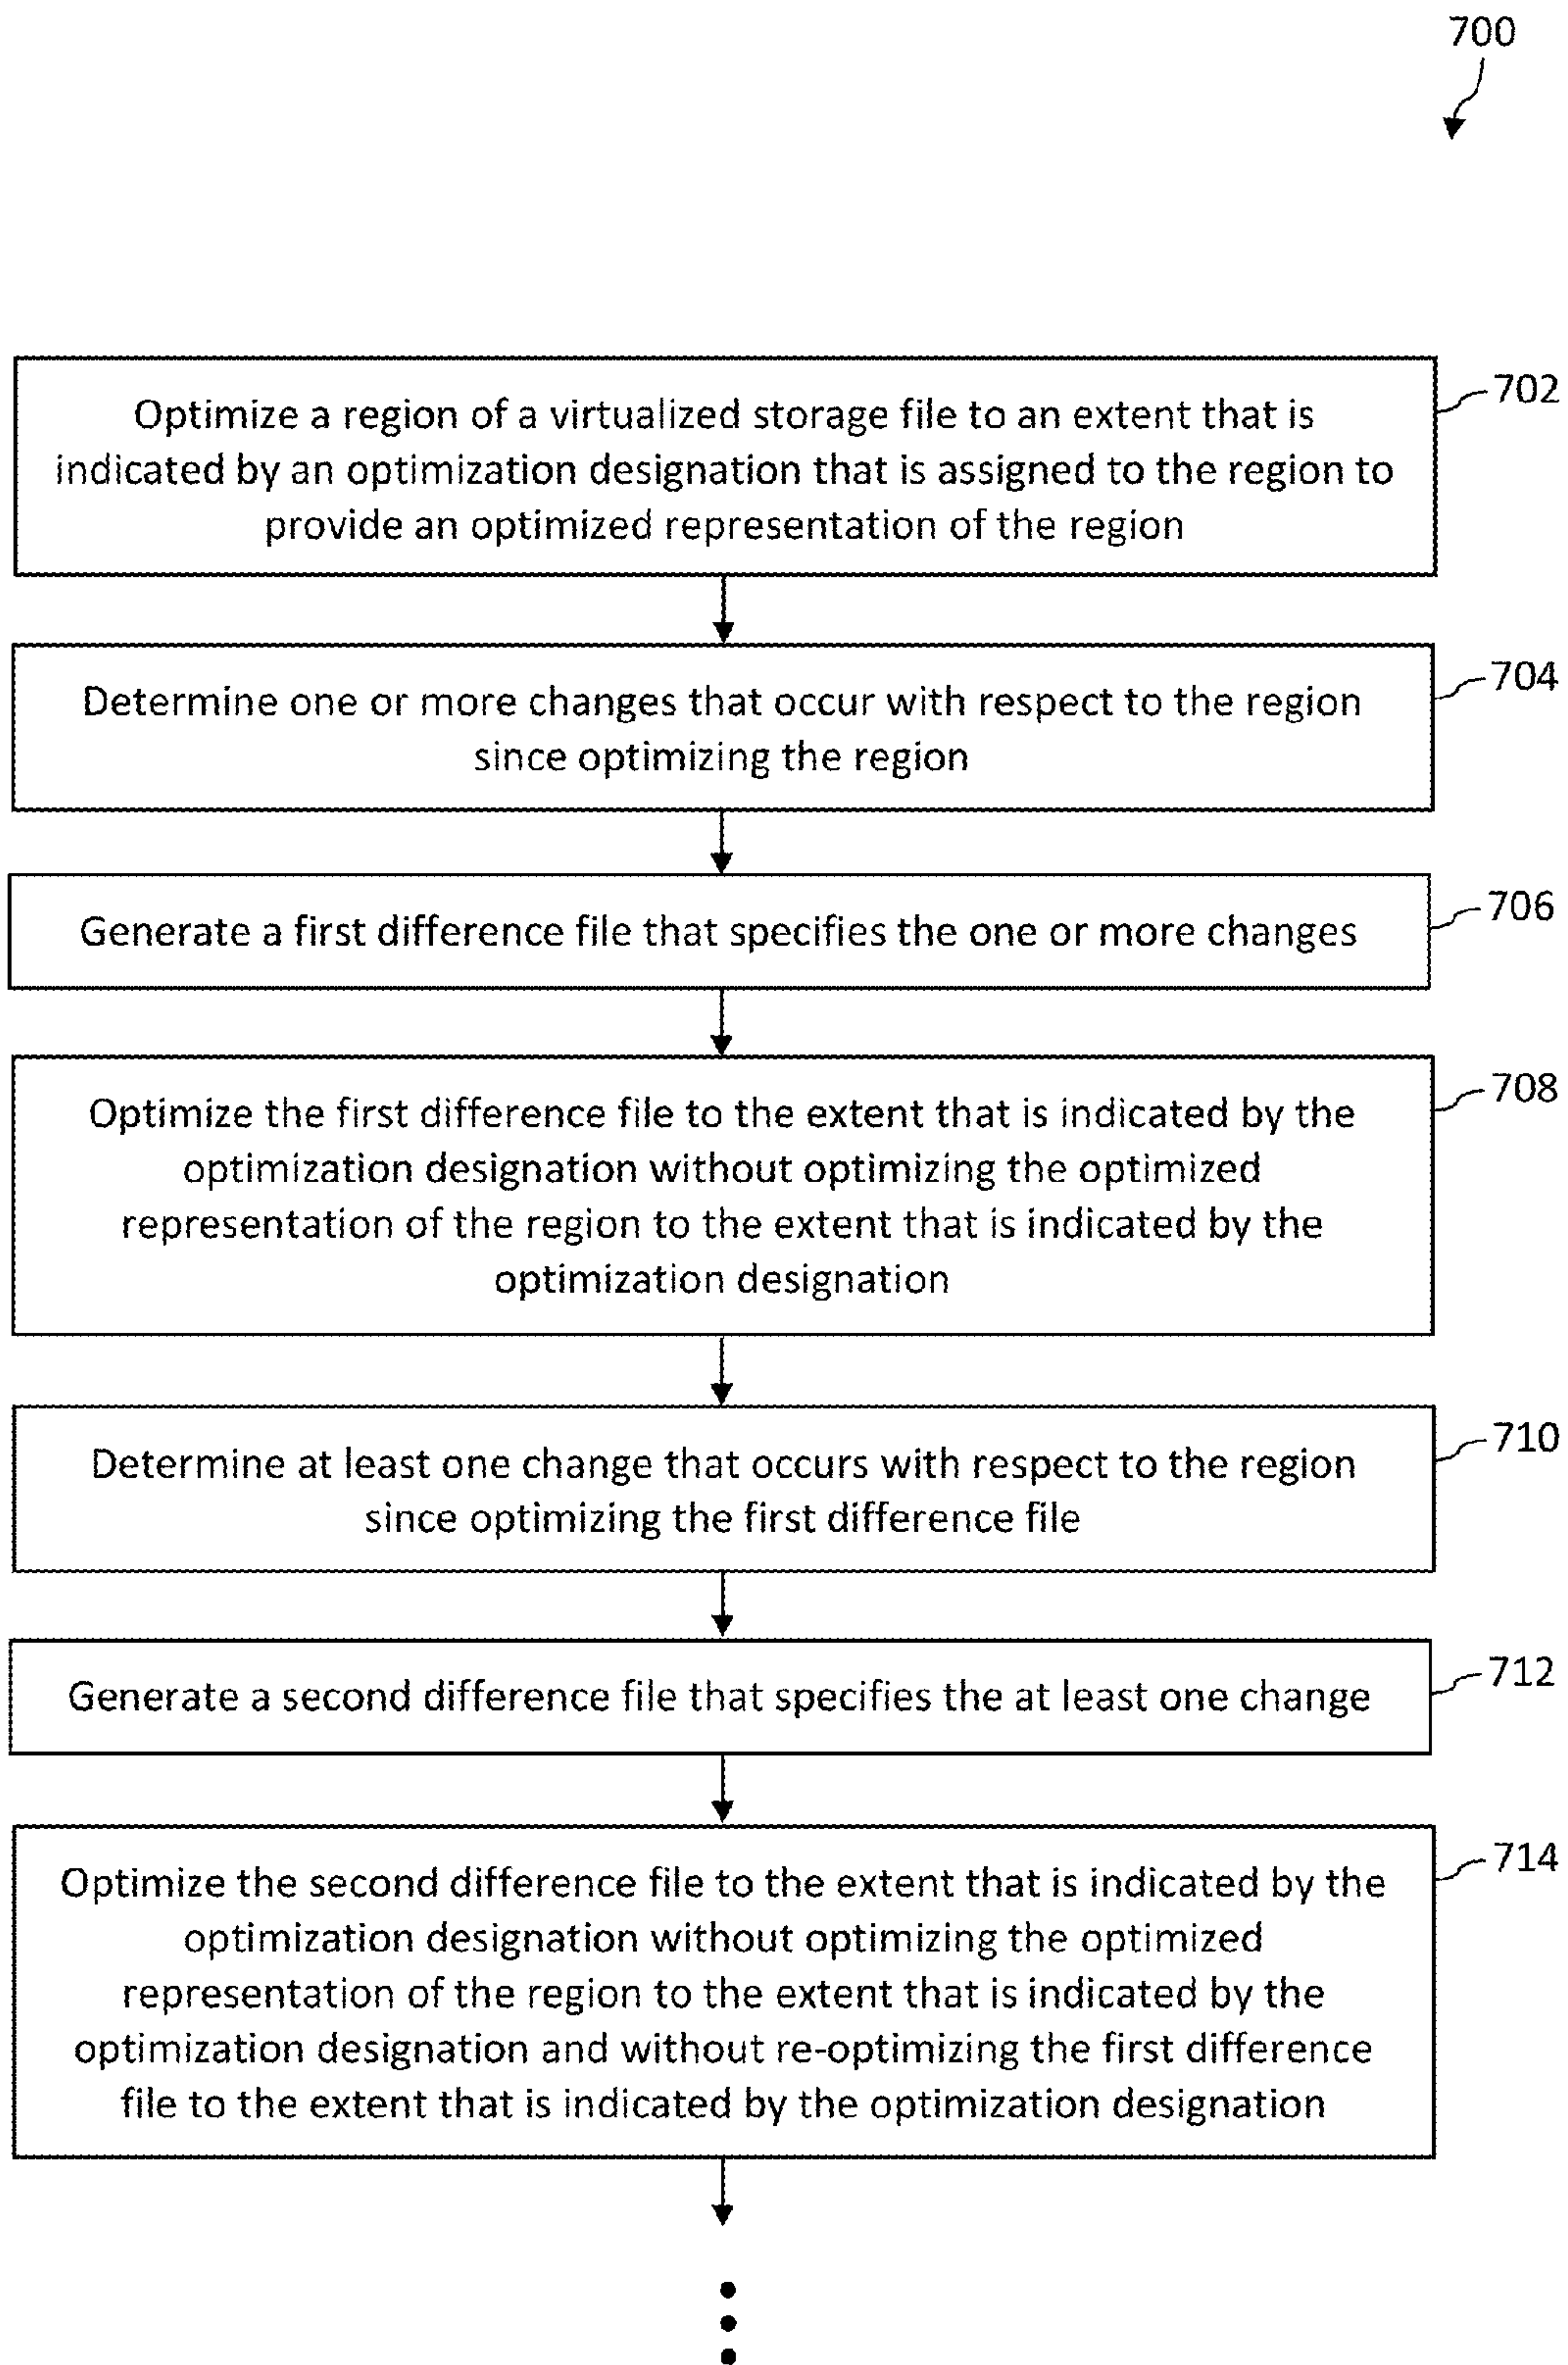 700
Optimize a region of a virtualized storage file to an extent that is
702
indicated by an optimization designation that is assigned to the region to
provide an optimized representation of the region
Determine one or more changes that occur with respect to the region
704
since optimizing the region
Generate a first difference file that specifies the one or more changes
706
Optimize the first difference file to the extent that is indicated by the
708
optimization designation without optimizing the optimized
representation of the region to the extent that is indicated by the
optimization designation
Determine at least one change that occurs with respect to the region
710
since optimizing the first difference file
Generate a second difference file that specifies the at least one change
712
Optimize the second difference file to the extent that is indicated by the
714
optimization designation without optimizing the optimized
representation of the region to the extent that is indicated by the
optimization designation and without re-optimizing the first difference
file to the extent that is indicated by the optimization designation